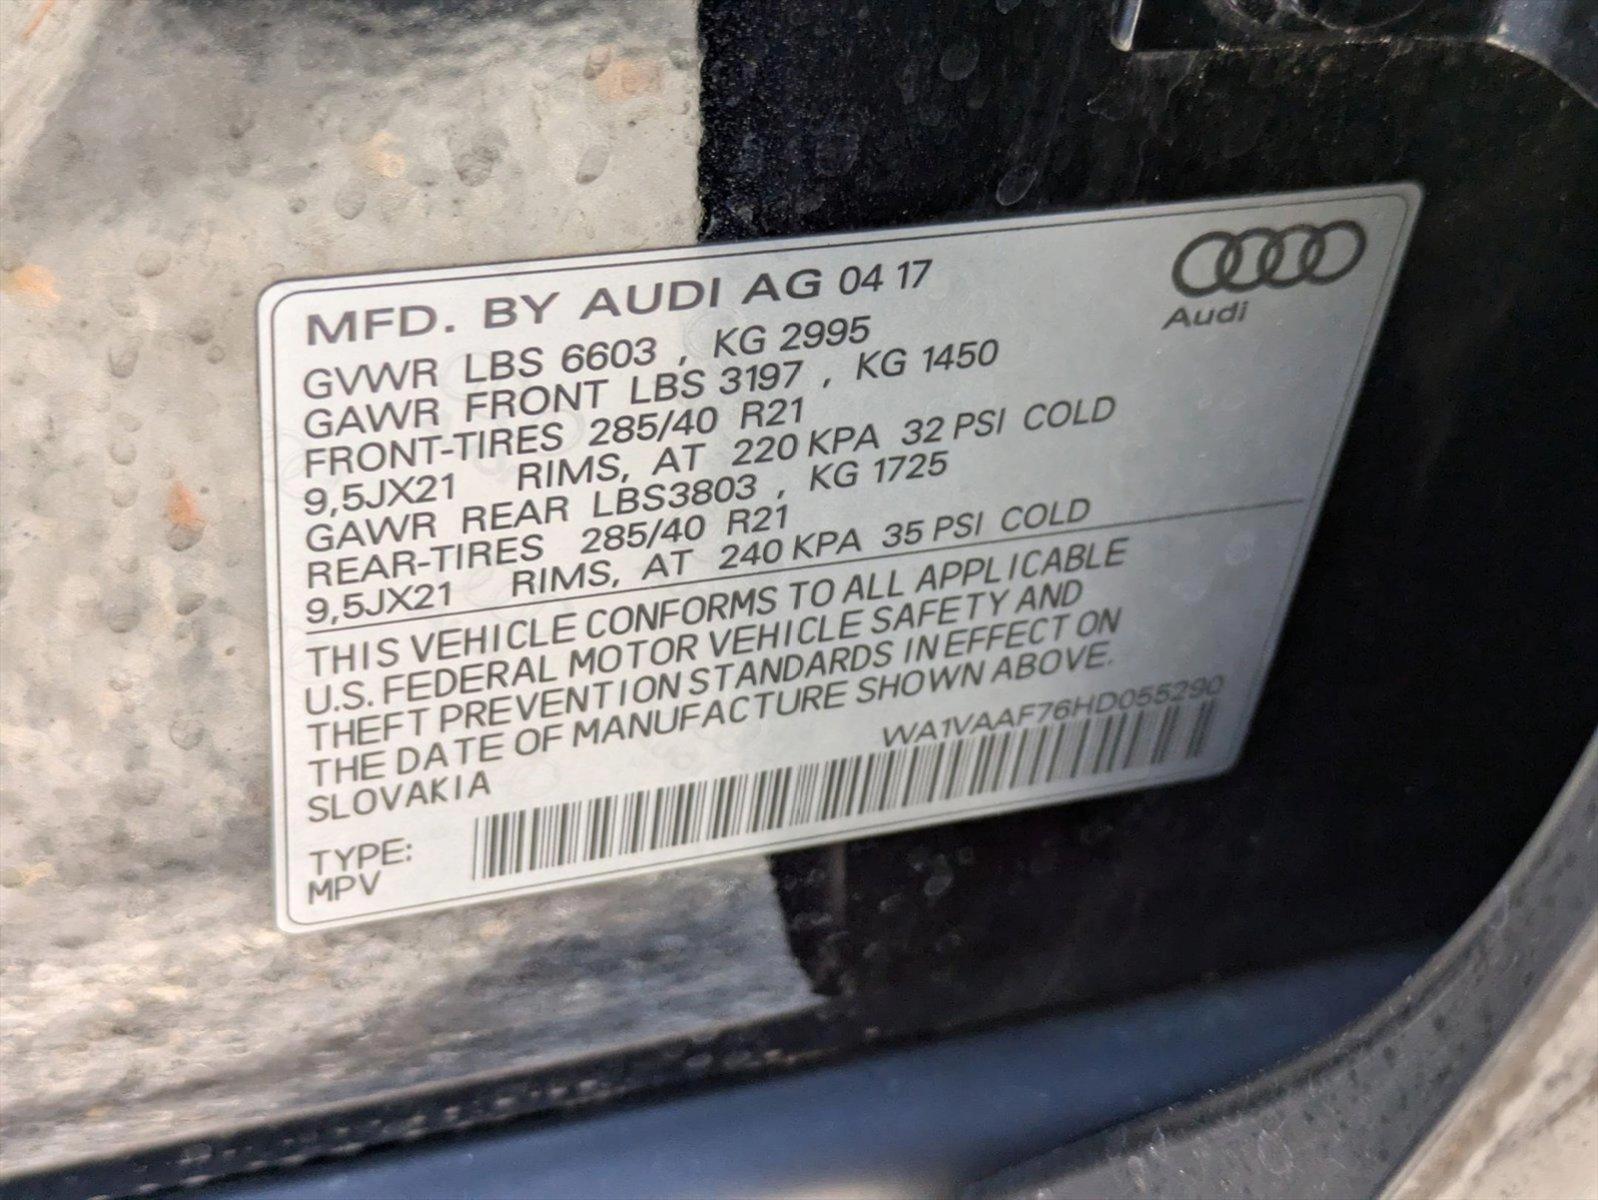 MFD. BY AUDI AG 04 17
Audi
GVWR LBS 6603 , KG 2995
GAWR FRONT LBS 3197 , KG 1450
FRONT-TIRES 285/40 R21
9,5JX21 RIMS, AT 220 KPA 32 PSI COLD
GAWR REAR LBS3803 , KG 1725
REAR-TIRES 285/40 R21
9,5JX21 RIMS, AT 240 KPA 35 PSI COLD
THIS VEHICLE CONFORMS TO ALL APPLICABLE
U.S. FEDERAL MOTOR VEHICLE SAFETY AND
THEFT PREVENTION STANDARDS IN EFFECT ON
THE DATE OF MANUFACTURE SHOWN ABOVE.
SLOVAKIA
WA1VAAF76HD055290
TYPE:
MPV